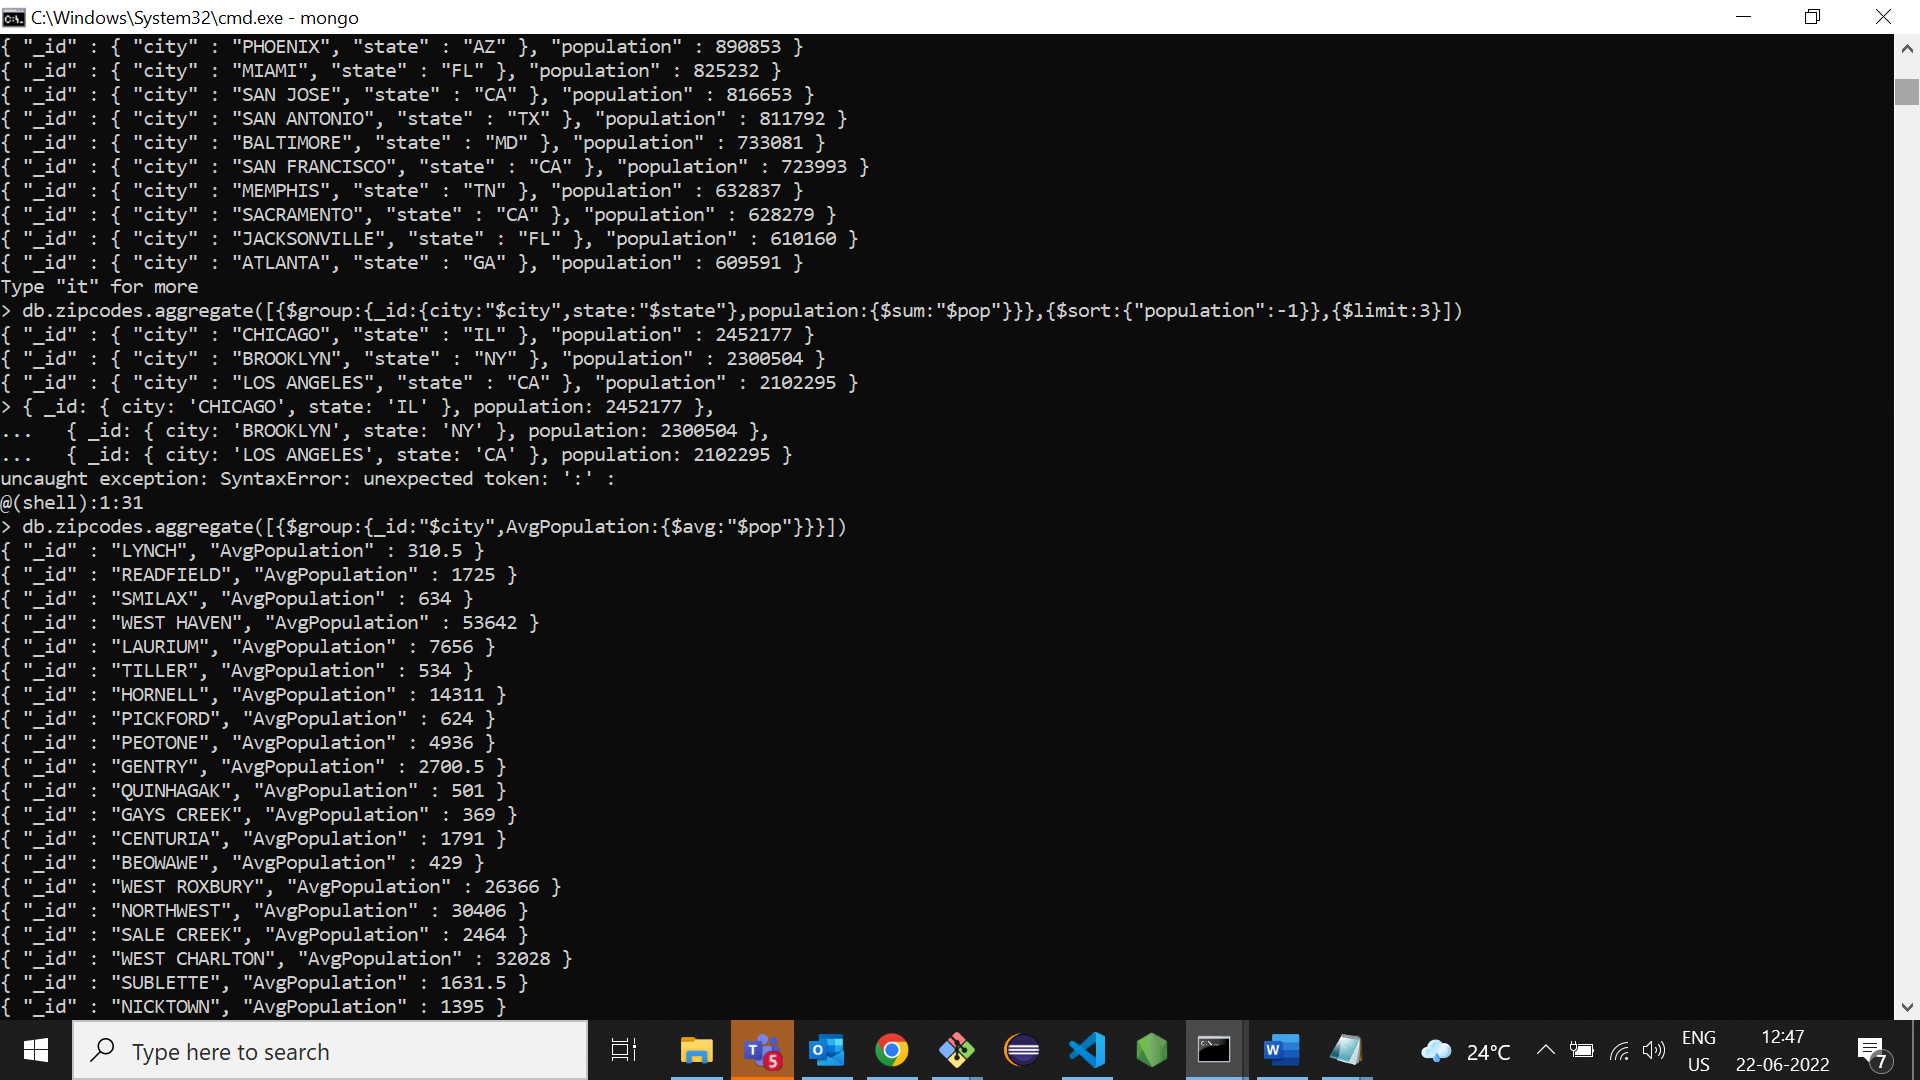 C:\Windows\System32\cmd.exe - mongo
{ "_id" : { "city" : "PHOENIX", "state" : "AZ" }, "population" : 890853 }
{ "_id" : { "city" : "MIAMI", "state" : "FL" }, "population" : 825232 }
{ "_id" : { "city" : "SAN JOSE", "state" : "CA" }, "population" : 816653 }
{ "_id" : { "city" : "SAN ANTONIO", "state" : "TX" }, "population" : 811792 }
{ "_id" : { "city" : "BALTIMORE", "state" : "MD" }, "population" : 733081 }
{ "_id" : { "city" : "SAN FRANCISCO", "state" : "CA" }, "population" : 723993 }
{ "_id" : { "city" : "MEMPHIS", "state" : "TN" }, "population" : 632837 }
{ "_id" : { "city" : "SACRAMENTO", "state" : "CA" }, "population" : 628279 }
{ "_id" : { "city" : "JACKSONVILLE", "state" : "FL" }, "population" : 610160 }
{ "_id" : { "city" : "ATLANTA", "state" : "GA" }, "population" : 609591 }
Type "it" for more
> db.zipcodes.aggregate([{$group:{_id:{city:"$city",state:"$state"},population:{$sum:"$pop"}}},{$sort:{"population":-1}},{$limit:3}])
{ "_id" : { "city" : "CHICAGO", "state" : "IL" }, "population" : 2452177 }
{ "_id" : { "city" : "BROOKLYN", "state" : "NY" }, "population" : 2300504 }
{ "_id" : { "city" : "LOS ANGELES", "state" : "CA" }, "population" : 2102295 }
> { _id: { city: 'CHICAGO', state: 'IL' }, population: 2452177 },
...   { _id: { city: 'BROOKLYN', state: 'NY' }, population: 2300504 },
...   { _id: { city: 'LOS ANGELES', state: 'CA' }, population: 2102295 }
uncaught exception: SyntaxError: unexpected token: ':' :
@(shell):1:31
> db.zipcodes.aggregate([{$group:{_id:"$city",AvgPopulation:{$avg:"$pop"}}}])
{ "_id" : "LYNCH", "AvgPopulation" : 310.5 }
{ "_id" : "READFIELD", "AvgPopulation" : 1725 }
{ "_id" : "SMILAX", "AvgPopulation" : 634 }
{ "_id" : "WEST HAVEN", "AvgPopulation" : 53642 }
{ "_id" : "LAURIUM", "AvgPopulation" : 7656 }
{ "_id" : "TILLER", "AvgPopulation" : 534 }
{ "_id" : "HORNELL", "AvgPopulation" : 14311 }
{ "_id" : "PICKFORD", "AvgPopulation" : 624 }
{ "_id" : "PEOTONE", "AvgPopulation" : 4936 }
{ "_id" : "GENTRY", "AvgPopulation" : 2700.5 }
{ "_id" : "QUINHAGAK", "AvgPopulation" : 501 }
{ "_id" : "GAYS CREEK", "AvgPopulation" : 369 }
{ "_id" : "CENTURIA", "AvgPopulation" : 1791 }
{ "_id" : "BEOWAWE", "AvgPopulation" : 429 }
{ "_id" : "WEST ROXBURY", "AvgPopulation" : 26366 }
{ "_id" : "NORTHWEST", "AvgPopulation" : 30406 }
{ "_id" : "SALE CREEK", "AvgPopulation" : 2464 }
{ "_id" : "WEST CHARLTON", "AvgPopulation" : 32028 }
{ "_id" : "SUBLETTE", "AvgPopulation" : 1631.5 }
{ "_id" : "NICKTOWN", "AvgPopulation" : 1395 }
Type here to search
24°C
ENG
US
12:47
22-06-2022
7
5